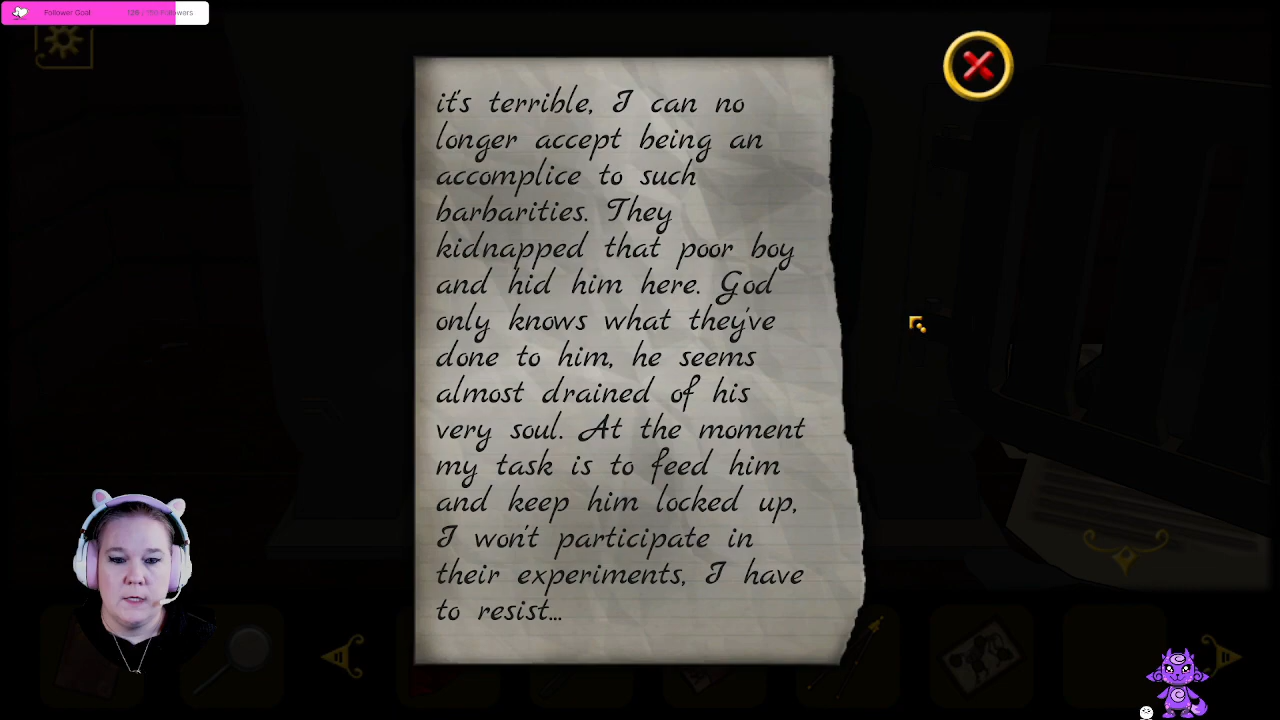 Follower Goal
it's terrible, I can no
longer accept being an
accomplice to such
barbarities. They
kidnapped that poor boy
and hid him here. God
only knows what they've
done to him, he seems
almost drained of his
very soul. At the moment
my task is to feed him
and keep him locked up,
I won't participate in
their experiments, I have
to resist...